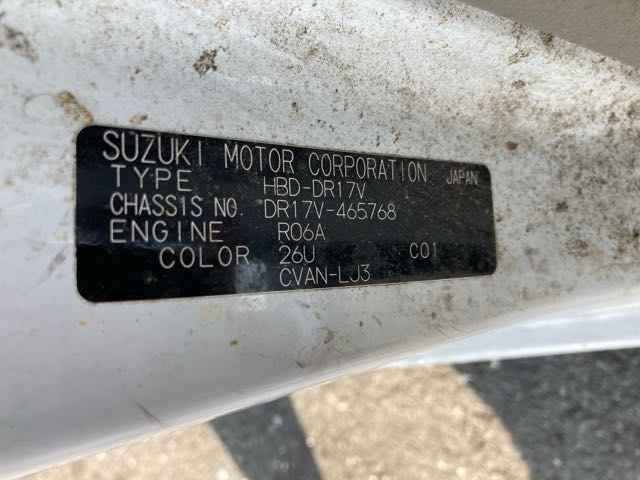 SUZUKI MOTOR CORPORATION JAPAN
TYPE HBD-DR17V
CHASSIS NO. DR17V-465768
ENGINE R06A
COLOR 26U C01
CVAN-LJ3